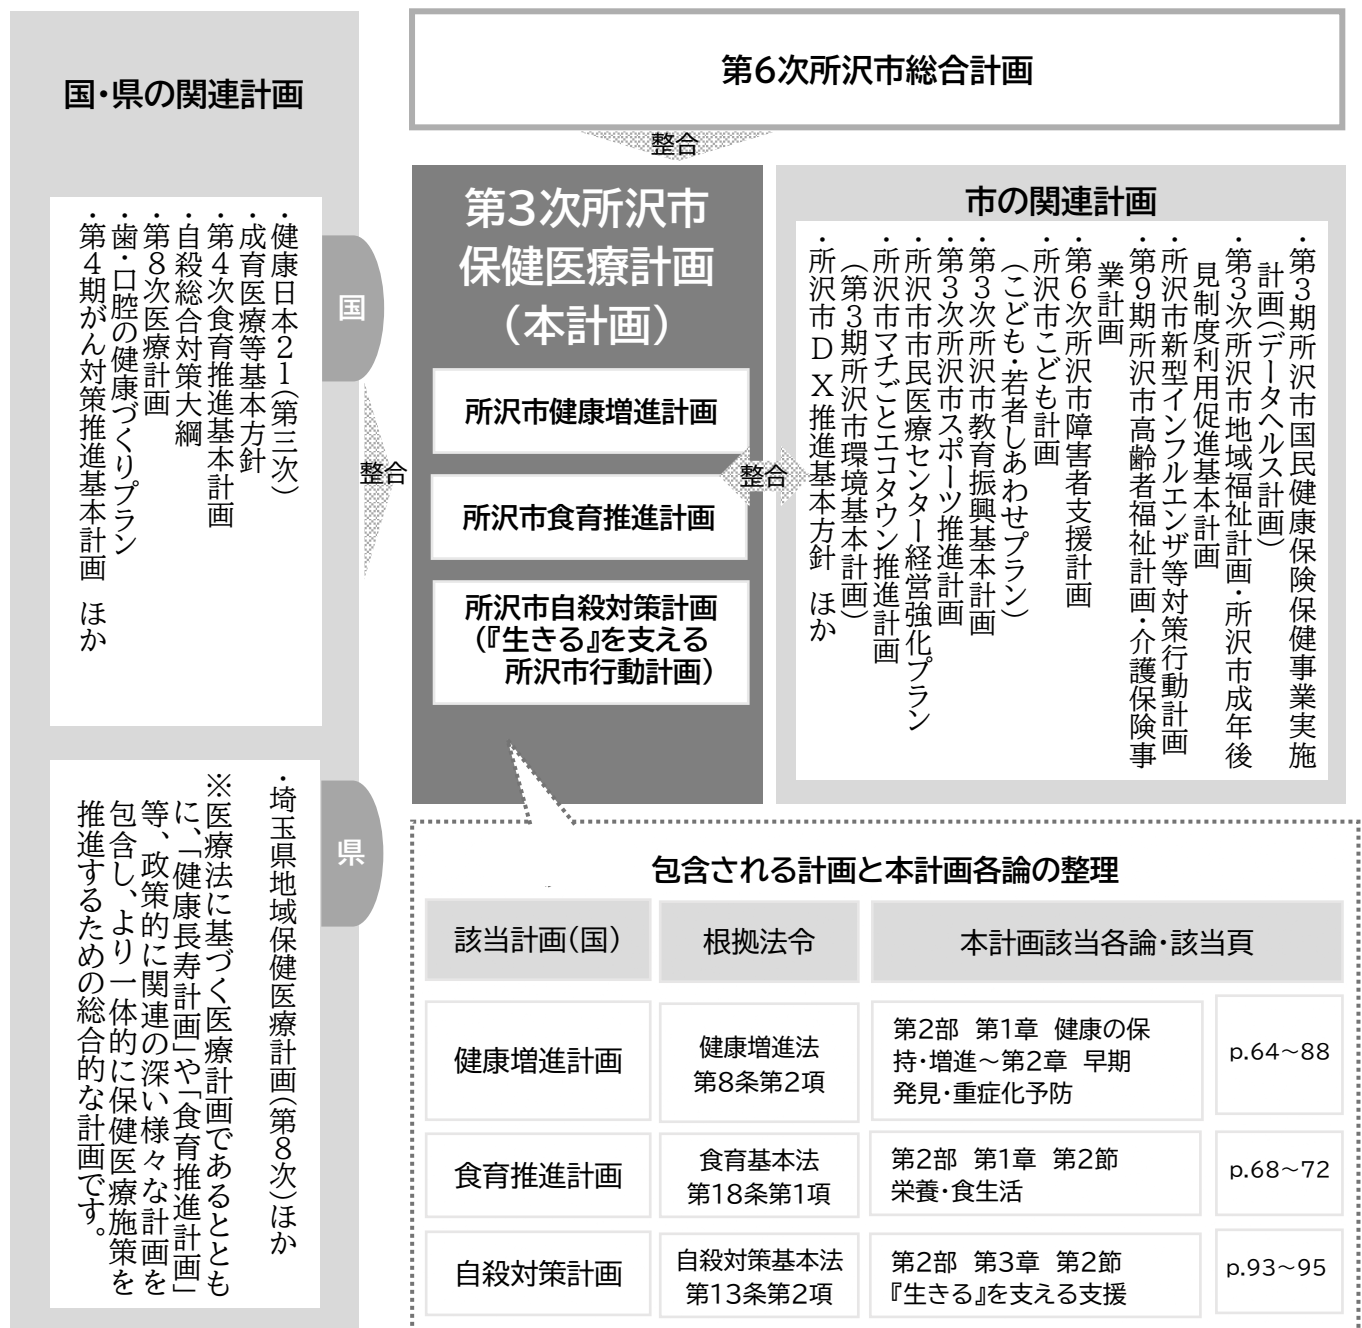 国・県の関連計画
・健康日本21（第三次）
・成育医療等基本方針
・第4次食育推進基本計画
・自殺総合対策大綱
・第8次医療計画
・歯・口腔の健康づくりプラン
・第4期がん対策推進基本計画 ほか
国
整合
・埼玉県地域保健医療計画（第8次）ほか
※医療法に基づく医療計画であるととも
に、「健康長寿計画」や「食育推進計画」
等、政策的に関連の深い様々な計画を
包含し、より一体的に保健医療施策を
推進するための総合的な計画です。
県
第6次所沢市総合計画
整合
第3次所沢市
保健医療計画
（本計画）
所沢市健康増進計画
所沢市食育推進計画
所沢市自殺対策計画
（『生きる』を支える
所沢市行動計画）
整合
市の関連計画
・第3期所沢市国民健康保険保健事業実施
計画（データヘルス計画）
・第3次所沢市地域福祉計画・所沢市成年後
見制度利用促進基本計画
・所沢市新型インフルエンザ等対策行動計画
・第9期所沢市高齢者福祉計画・介護保険事
業計画
・第6次所沢市障害者支援計画
・所沢市こども計画
（こども・若者しあわせプラン）
・第3次所沢市教育振興基本計画
・第3次所沢市スポーツ推進計画
・所沢市市民医療センター経営強化プラン
・所沢市マチごとエコタウン推進計画
（第3期所沢市環境基本計画）
・所沢市DX推進基本方針 ほか
包含される計画と本計画各論の整理
該当計画（国） 根拠法令 本計画該当各論・該当頁
健康増進計画
健康増進法
第8条第2項
第2部 第1章 健康の保
持・増進～第2章 早期
発見・重症化予防
p.64～88
食育推進計画
食育基本法
第18条第1項
第2部 第1章 第2節
栄養・食生活
p.68～72
自殺対策計画
自殺対策基本法
第13条第2項
第2部 第3章 第2節
『生きる』を支える支援
p.93～95